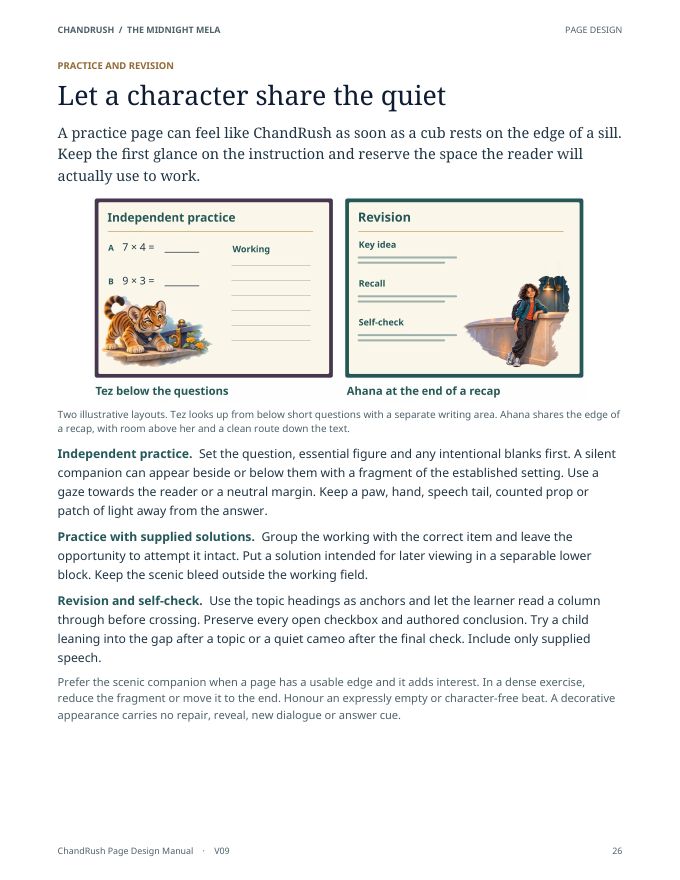 CHANDRUSH / THE MIDNIGHT MELA
PAGE DESIGN
PRACTICE AND REVISION
Let a character share the quiet
A practice page can feel like ChandRush as soon as a cub rests on the edge of a sill.
Keep the first glance on the instruction and reserve the space the reader will
actually use to work.
Independent practice
A 7 × 4 = ______
Working
B 9 × 3 = ______
Revision
Key idea
Recall
Self-check
Tez below the questions
Ahana at the end of a recap
Two illustrative layouts. Tez looks up from below short questions with a separate writing area. Ahana shares the edge of
a recap, with room above her and a clean route down the text.
Independent practice. Set the question, essential figure and any intentional blanks first. A silent
companion can appear beside or below them with a fragment of the established setting. Use a
gaze towards the reader or a neutral margin. Keep a paw, hand, speech tail, counted prop or
patch of light away from the answer.
Practice with supplied solutions. Group the working with the correct item and leave the
opportunity to attempt it intact. Put a solution intended for later viewing in a separable lower
block. Keep the scenic bleed outside the working field.
Revision and self-check. Use the topic headings as anchors and let the learner read a column
through before crossing. Preserve every open checkbox and authored conclusion. Try a child
leaning into the gap after a topic or a quiet cameo after the final check. Include only supplied
speech.
Prefer the scenic companion when a page has a usable edge and it adds interest. In a dense exercise,
reduce the fragment or move it to the end. Honour an expressly empty or character-free beat. A decorative
appearance carries no repair, reveal, new dialogue or answer cue.
ChandRush Page Design Manual · V09
26